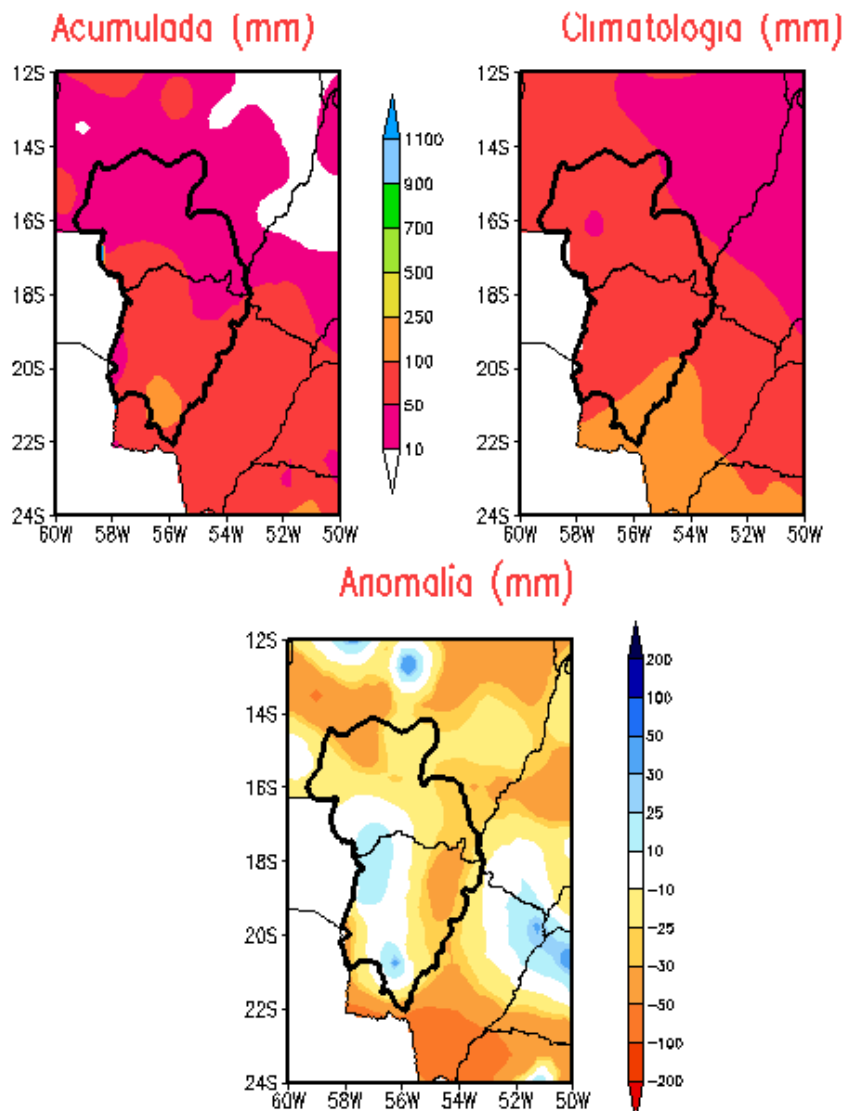 Acumulada (mm)
Climatologia (mm)
12S
14S
16S
18S
20S
22S
24S
60W 58W 56W 54W 52W 50W
1100
900
700
500
250
100
50
10
12S
14S
16S
18S
20S
22S
24S
60W 58W 56W 54W 52W 50W
Anomalia (mm)
12S
14S
16S
18S
20S
22S
24S
60W 58W 56W 54W 52W 50W
200
100
50
30
25
10
-10
-25
-30
-50
-100
-200